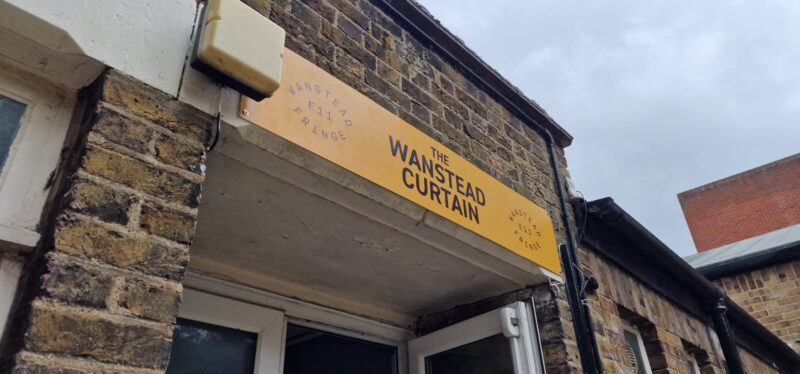 WANSTEAD
E11
FRINGE
THE
WANSTEAD
CURTAIN
WANSTEAD
E11
FRINGE